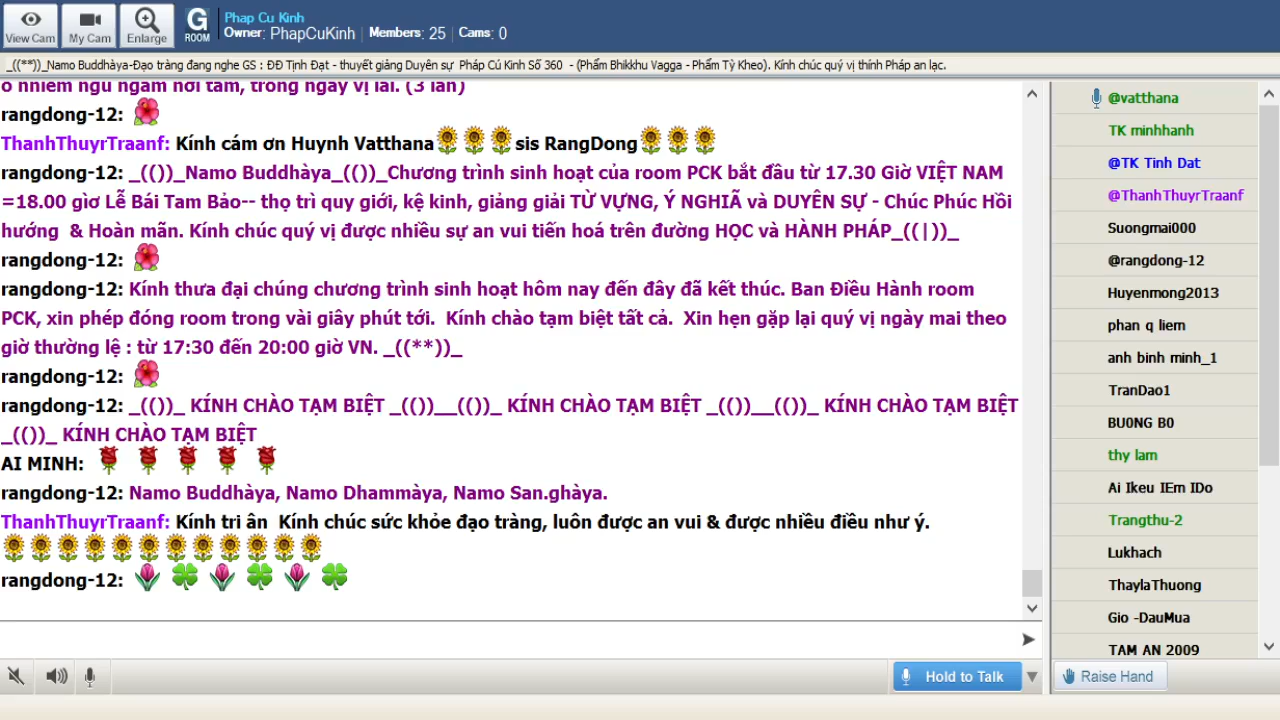 View Cam
My Cam
Enlarge
G
ROOM
Phap Cu Kinh
Owner: PhapCuKinh | Members: 25 | Cams: 0
_((**))_Namo Buddhàya-Đạo tràng đang nghe GS : ĐĐ Tịnh Đạt - thuyết giảng Duyên sự Pháp Cú Kinh Số 360 - (Phẩm Bhikkhu Vagga - Phẩm Tỳ Kheo). Kính chúc quý vị thính Pháp an lạc.
ô nhiễm ngủ ngầm nơi tâm, trong ngày vị lai. (3 lần)
rangdong-12:
ThanhThuyrTraanf: Kính cám ơn Huynh Vatthana sis RangDong
rangdong-12: _(())_Namo Buddhàya_(())_Chương trình sinh hoạt của room PCK bắt đầu từ 17.30 Giờ VIỆT NAM
=18.00 giờ Lễ Bái Tam Bảo-- thọ trì quy giới, kệ kinh, giảng giải TỪ VỰNG, Ý NGHIÃ và DUYÊN SỰ - Chúc Phúc Hồi
hướng & Hoàn mãn. Kính chúc quý vị được nhiều sự an vui tiến hoá trên đường HỌC và HÀNH PHÁP_((|))_
rangdong-12:
rangdong-12: Kính thưa đại chúng chương trình sinh hoạt hôm nay đến đây đã kết thúc. Ban Điều Hành room
PCK, xin phép đóng room trong vài giây phút tới. Kính chào tạm biệt tất cả. Xin hẹn gặp lại quý vị ngày mai theo
giờ thường lệ : từ 17:30 đến 20:00 giờ VN. _((**))_
rangdong-12:
rangdong-12: _(())_ KÍNH CHÀO TẠM BIỆT _(())__(())_ KÍNH CHÀO TẠM BIỆT _(())__(())_ KÍNH CHÀO TẠM BIỆT
_(())_ KÍNH CHÀO TẠM BIỆT
AI MINH:
rangdong-12: Namo Buddhàya, Namo Dhammàya, Namo San.ghàya.
ThanhThuyrTraanf: Kính tri ân Kính chúc sức khỏe đạo tràng, luôn được an vui & được nhiều điều như ý.
rangdong-12:
@vatthana
TK minhhanh
@TK Tinh Dat
@ThanhThuyrTraanf
Suongmai000
@rangdong-12
Huyenmong2013
phan q liem
anh binh minh_1
TranDao1
BU0NG B0
thy lam
Ai Ikeu IEm IDo
Trangthu-2
Lukhach
ThaylaThuong
Gio -DauMua
TAM AN 2009
Hold to Talk
Raise Hand